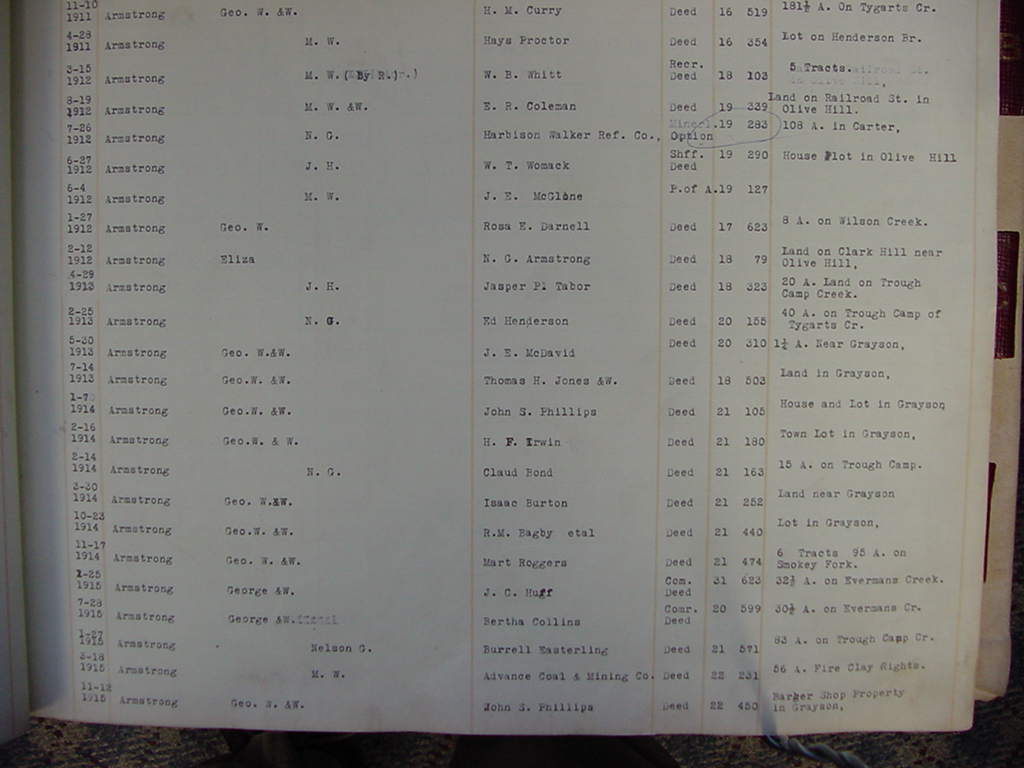 11-10
1911 Armstrong Geo. W. &W. H. M. Curry Deed 16 519 181½ A. On Tygarts Cr.
4-28
1911 Armstrong M. W. Hays Proctor Deed 16 354 Lot on Henderson Br.
3-15 Recr. 5 Tracts.
1912 Armstrong M. W. (By R.) W. B. Whitt Deed 18 103
8-19 Land on Railroad St. in
1912 Armstrong M. W. &W. E. R. Coleman Deed 19 339 Olive Hill.
7-26 Minerl. 19 283 108 A. in Carter,
1912 Armstrong N. G. Harbison Walker Ref. Co., Option
6-27 Shff. 19 290 House Plot in Olive Hill
1912 Armstrong J. H. W. T. Womack Deed
6-4 P.of A.19 127
1912 Armstrong M. W. J. E. McGlone
1-27
1912 Armstrong Geo. W. Rosa E. Darnell Deed 17 623 8 A. on Wilson Creek.
2-12 Land on Clark Hill near
1912 Armstrong Eliza N. G. Armstrong Deed 18 79 Olive Hill,
4-29 20 A. Land on Trough
1913 Armstrong J. H. Jasper Pl Tabor Deed 18 323 Camp Creek.
2-25 40 A. on Trough Camp of
1913 Armstrong N. G. Ed Henderson Deed 20 155 Tygarts Cr.
5-30 Deed 20 310 1½ A. Near Grayson,
1913 Armstrong Geo. W.&W. J. E. McDavid
7-14 Land in Grayson,
1913 Armstrong Geo.W. &W. Thomas H. Jones &W. Deed 18 503
1-7 House and Lot in Grayson
1914 Armstrong Geo.W. &W. John S. Phillips Deed 21 105
2-16 Town Lot in Grayson,
1914 Armstrong Geo.W. & W. H. F. Irwin Deed 21 180
2-14 15 A. on Trough Camp.
1914 Armstrong N. G. Claud Bond Deed 21 163
3-30 Land near Grayson
1914 Armstrong Geo. W.&W. Isaac Burton Deed 21 252
10-23 Lot in Grayson,
1914 Armstrong Geo.W. &W. R.M. Bagby etal Deed 21 440
11-17 6 Tracts 95 A. on
1914 Armstrong Geo. W. &W. Mart Roggers Deed 21 474 Smokey Fork.
1-25 Com. 31 623 32½ A. on Evermans Creek.
1915 Armstrong George &W. J. C. Huff Deed
7-28 Comr. 20 599 30½ A. on Evermans Cr.
1915 Armstrong George &W. Bertha Collins Deed
1-27 83 A. on Trough Camp Cr.
1915 Armstrong Nelson G. Burrell Easterling Deed 21 571
3-18 56 A. Fire Clay Rights.
1915 Armstrong M. W. Advance Coal & Mining Co. Deed 22 231
11-12 Barber Shop Property
1915 Armstrong Geo. W. &W. John S. Phillips Deed 22 450 in Grayson,